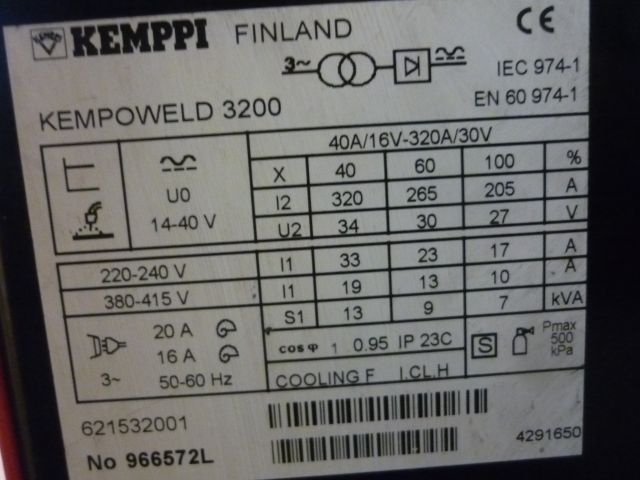 KEMPPI FINLAND CE
3~
IEC 974-1
EN 60 974-1
KEMPOWELD 3200
40A/16V-320A/30V
U0
14-40 V
X 40 60 100 %
I2 320 265 205 A
U2 34 30 27 V
220-240 V I1 33 23 17 A
380-415 V I1 19 13 10 A
S1 13 9 7 kVA
20 A
16 A
3~ 50-60 Hz
cos φ 1 0.95 IP 23C
S
Pmax
500
kPa
COOLING F I.CL.H
621532001
No 966572L
4291650